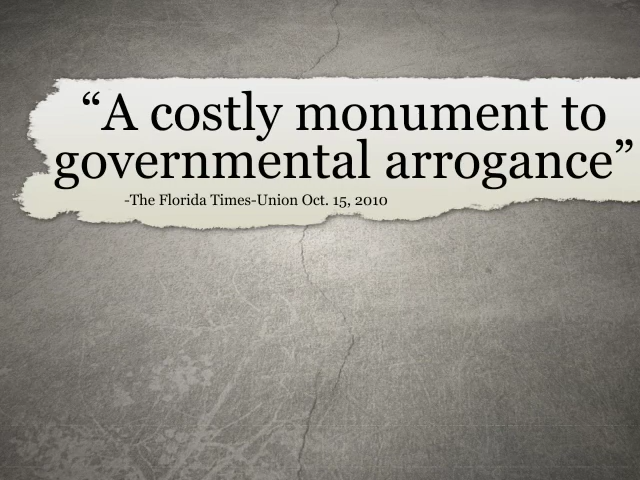 “A costly monument to
governmental arrogance”
-The Florida Times-Union Oct. 15, 2010